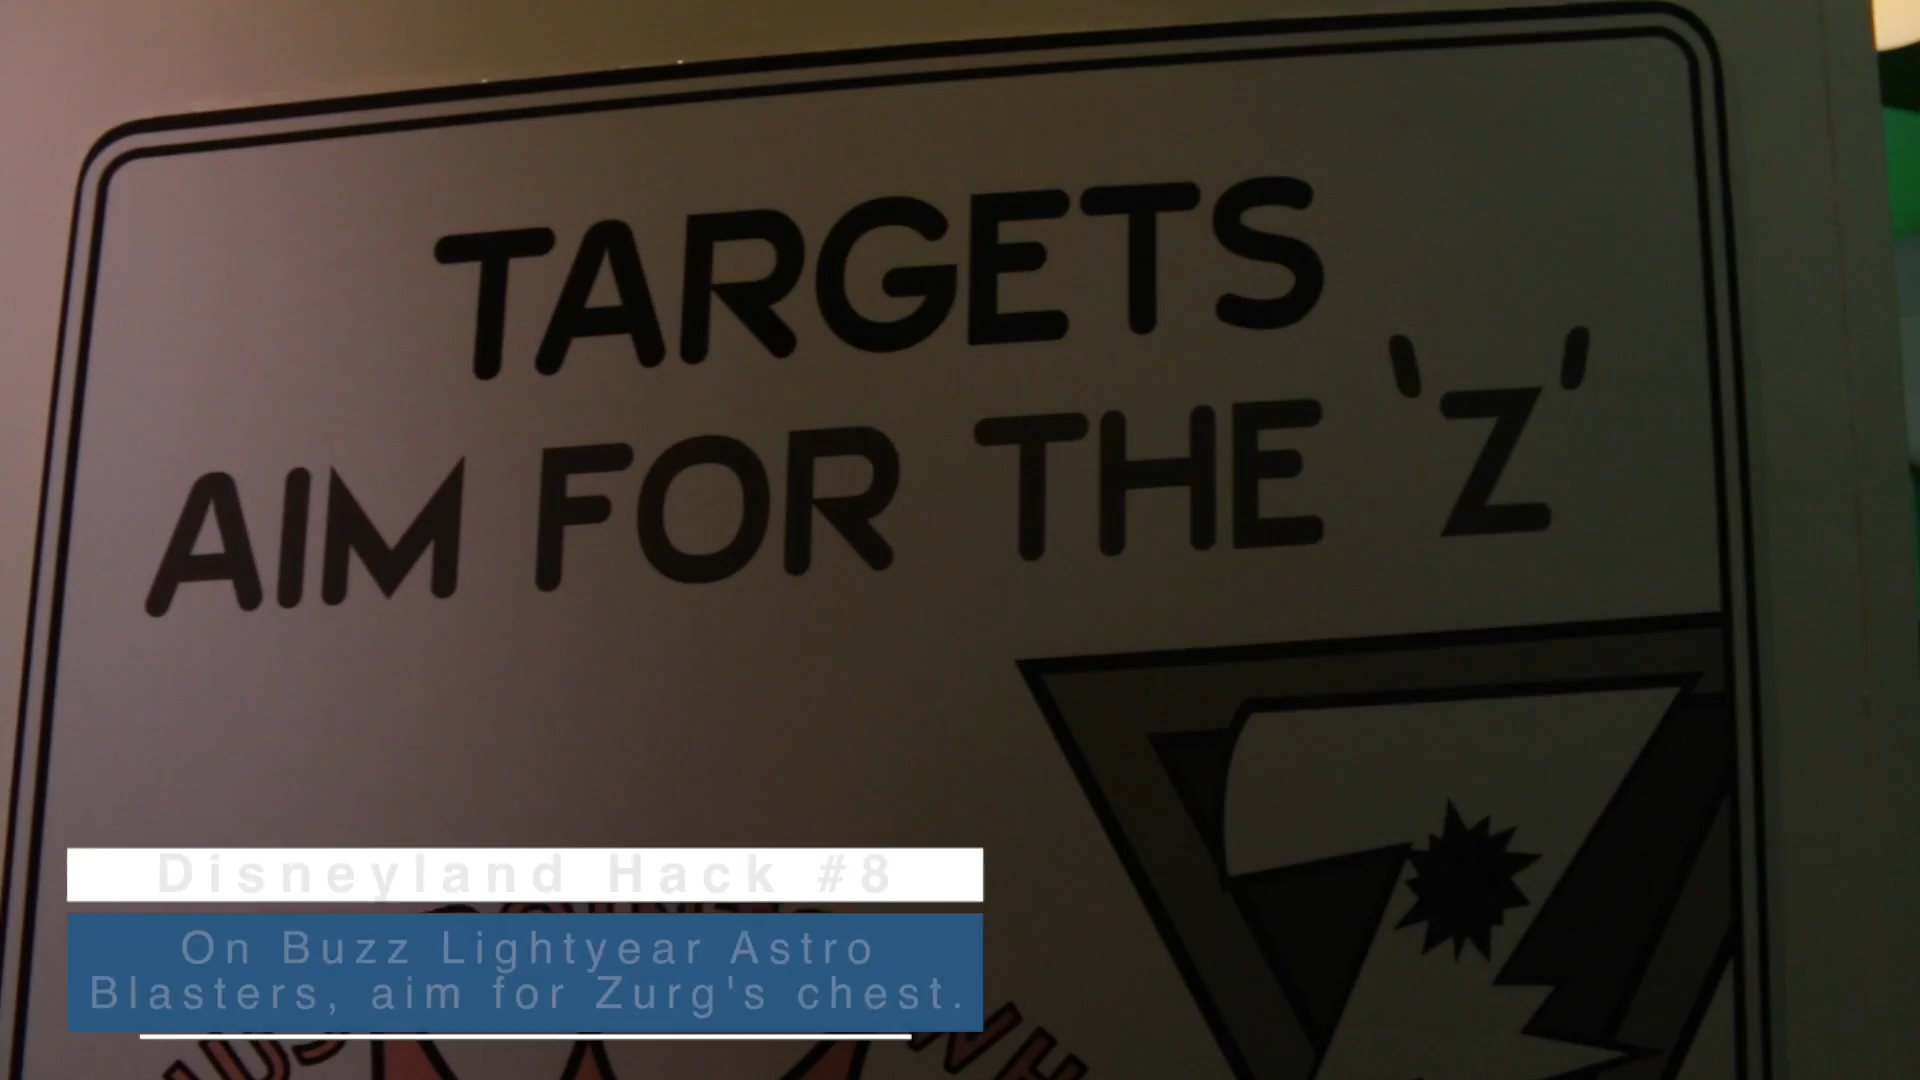 TARGETS
AIM FOR THE 'Z'
Disneyland Hack #8
On Buzz Lightyear Astro
Blasters, aim for Zurg's chest.